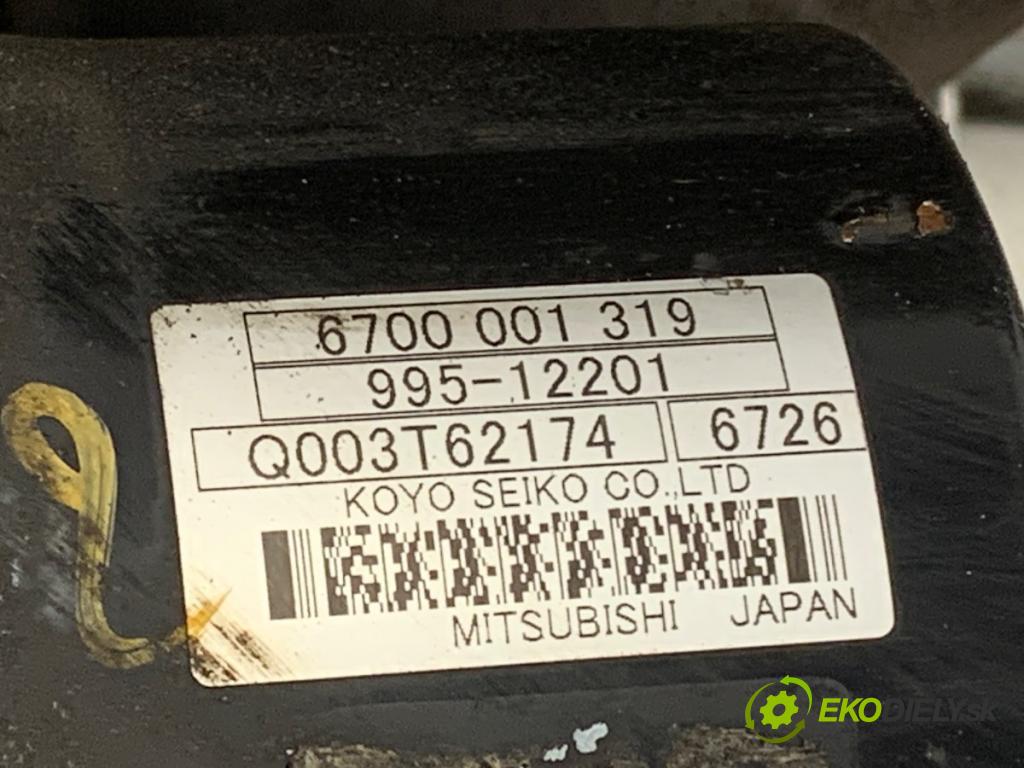 6700 001 319
995-12201
Q003T62174 6726
KOYO SEIKO CO.,LTD
MITSUBISHI JAPAN
EKODIELY.SK